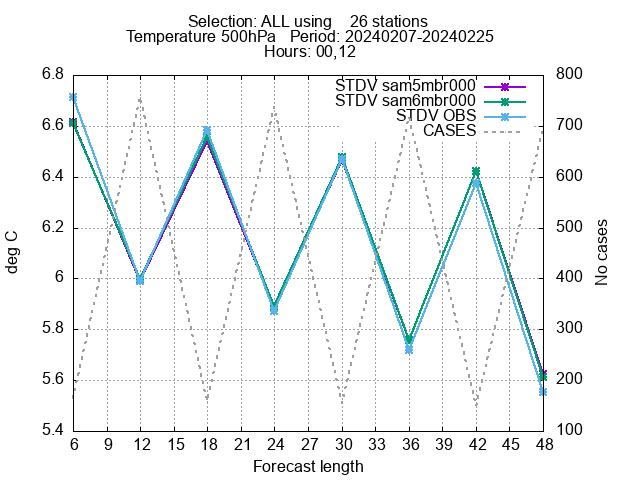 Selection: ALL using    26 stations
Temperature 500hPa   Period: 20240207-20240225
Hours: 00,12
STDV sam5mbr000
STDV sam6mbr000
STDV OBS
CASES
6.8
6.6
6.4
6.2
6
5.8
5.6
5.4
deg C
800
700
600
500
400
300
200
100
No cases
6 9 12 15 18 21 24 27 30 33 36 39 42 45 48
Forecast length